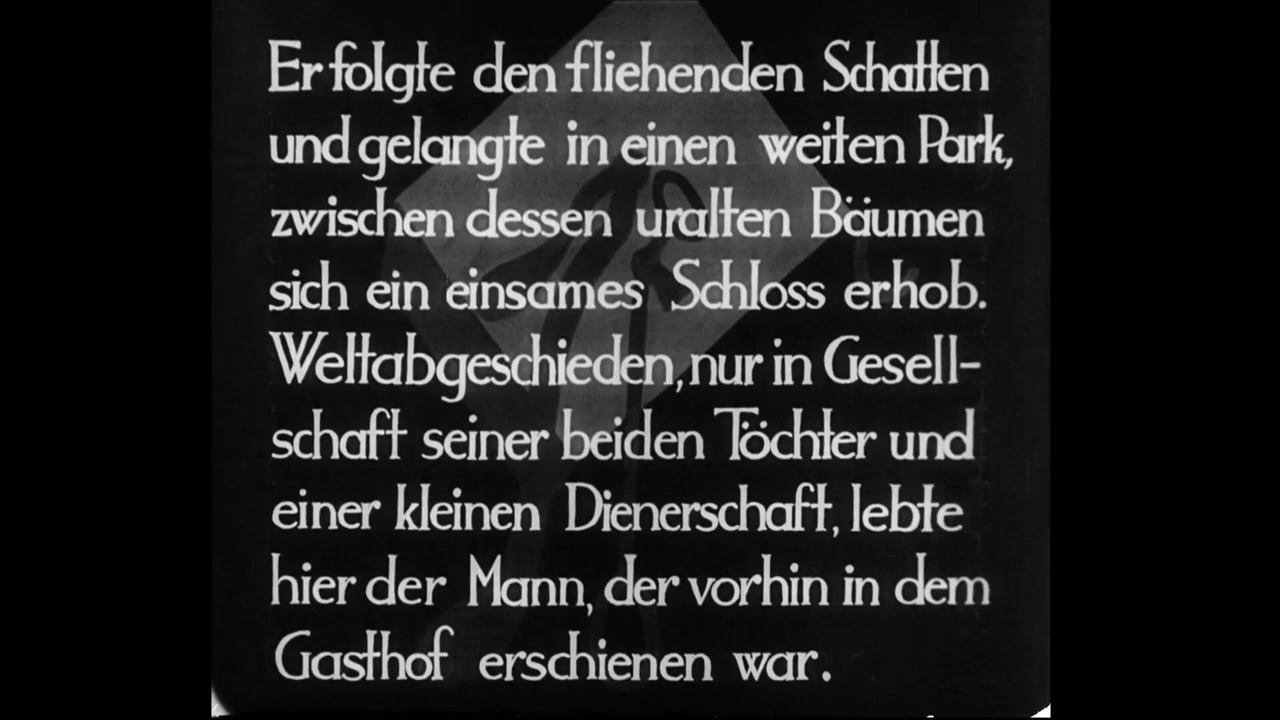 Er folgte den fliehenden Schatten
und gelangte in einen weiten Park,
zwischen dessen uralten Bäumen
sich ein einsames Schloss erhob.
Weltabgeschieden, nur in Gesell-
schaft seiner beiden Töchter und
einer kleinen Dienerschaft, lebte
hier der Mann, der vorhin in dem
Gasthof erschienen war.